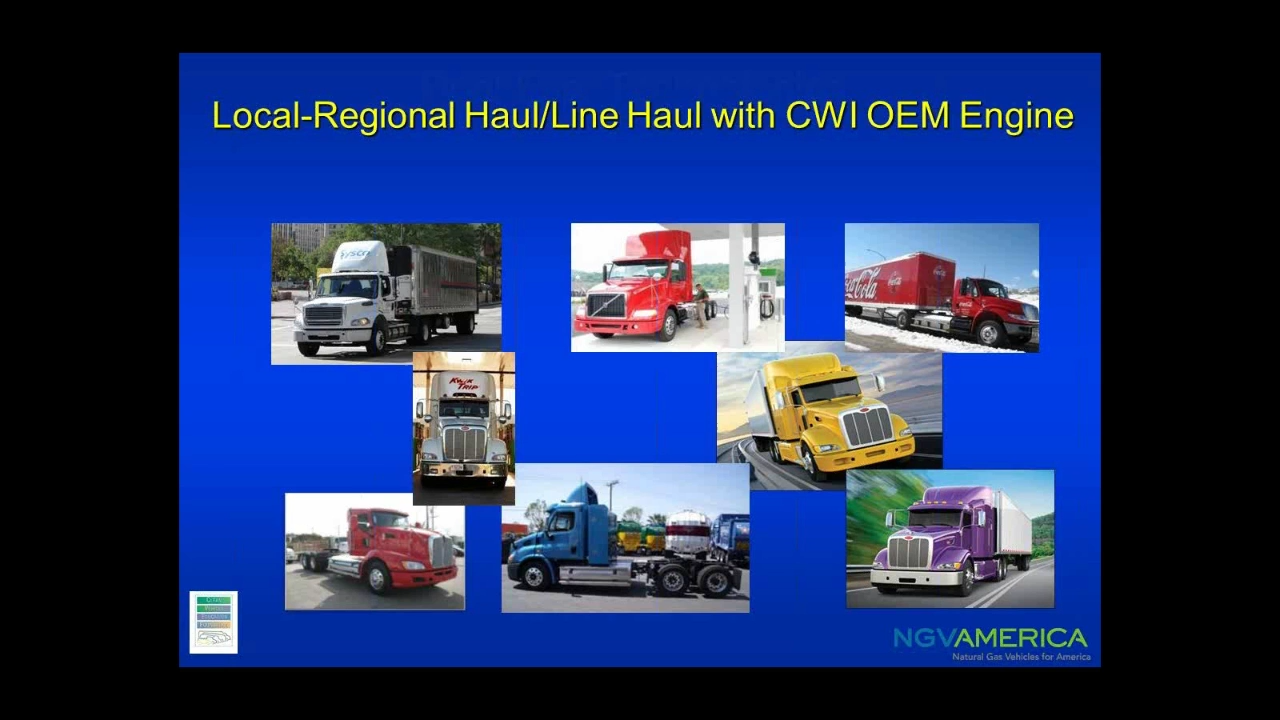 Local-Regional Haul/Line Haul with CWI OEM Engine
Sysco
Coca-Cola
KWIK
TRIP
NGVAMERICA
Natural Gas Vehicles for America